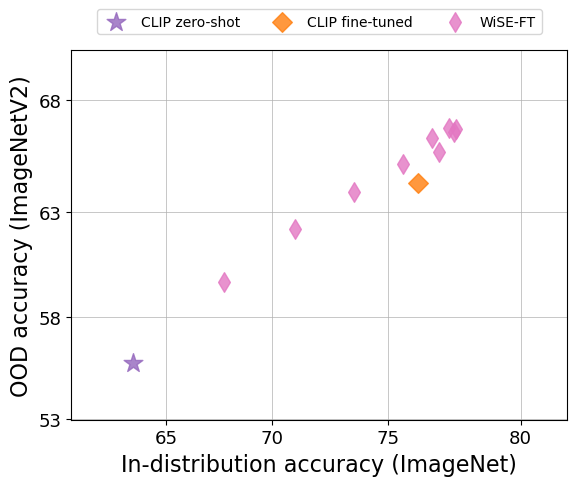 CLIP zero-shot CLIP fine-tuned WiSE-FT
OOD accuracy (ImageNetV2)
68
63
58
53
65 70 75 80
In-distribution accuracy (ImageNet)